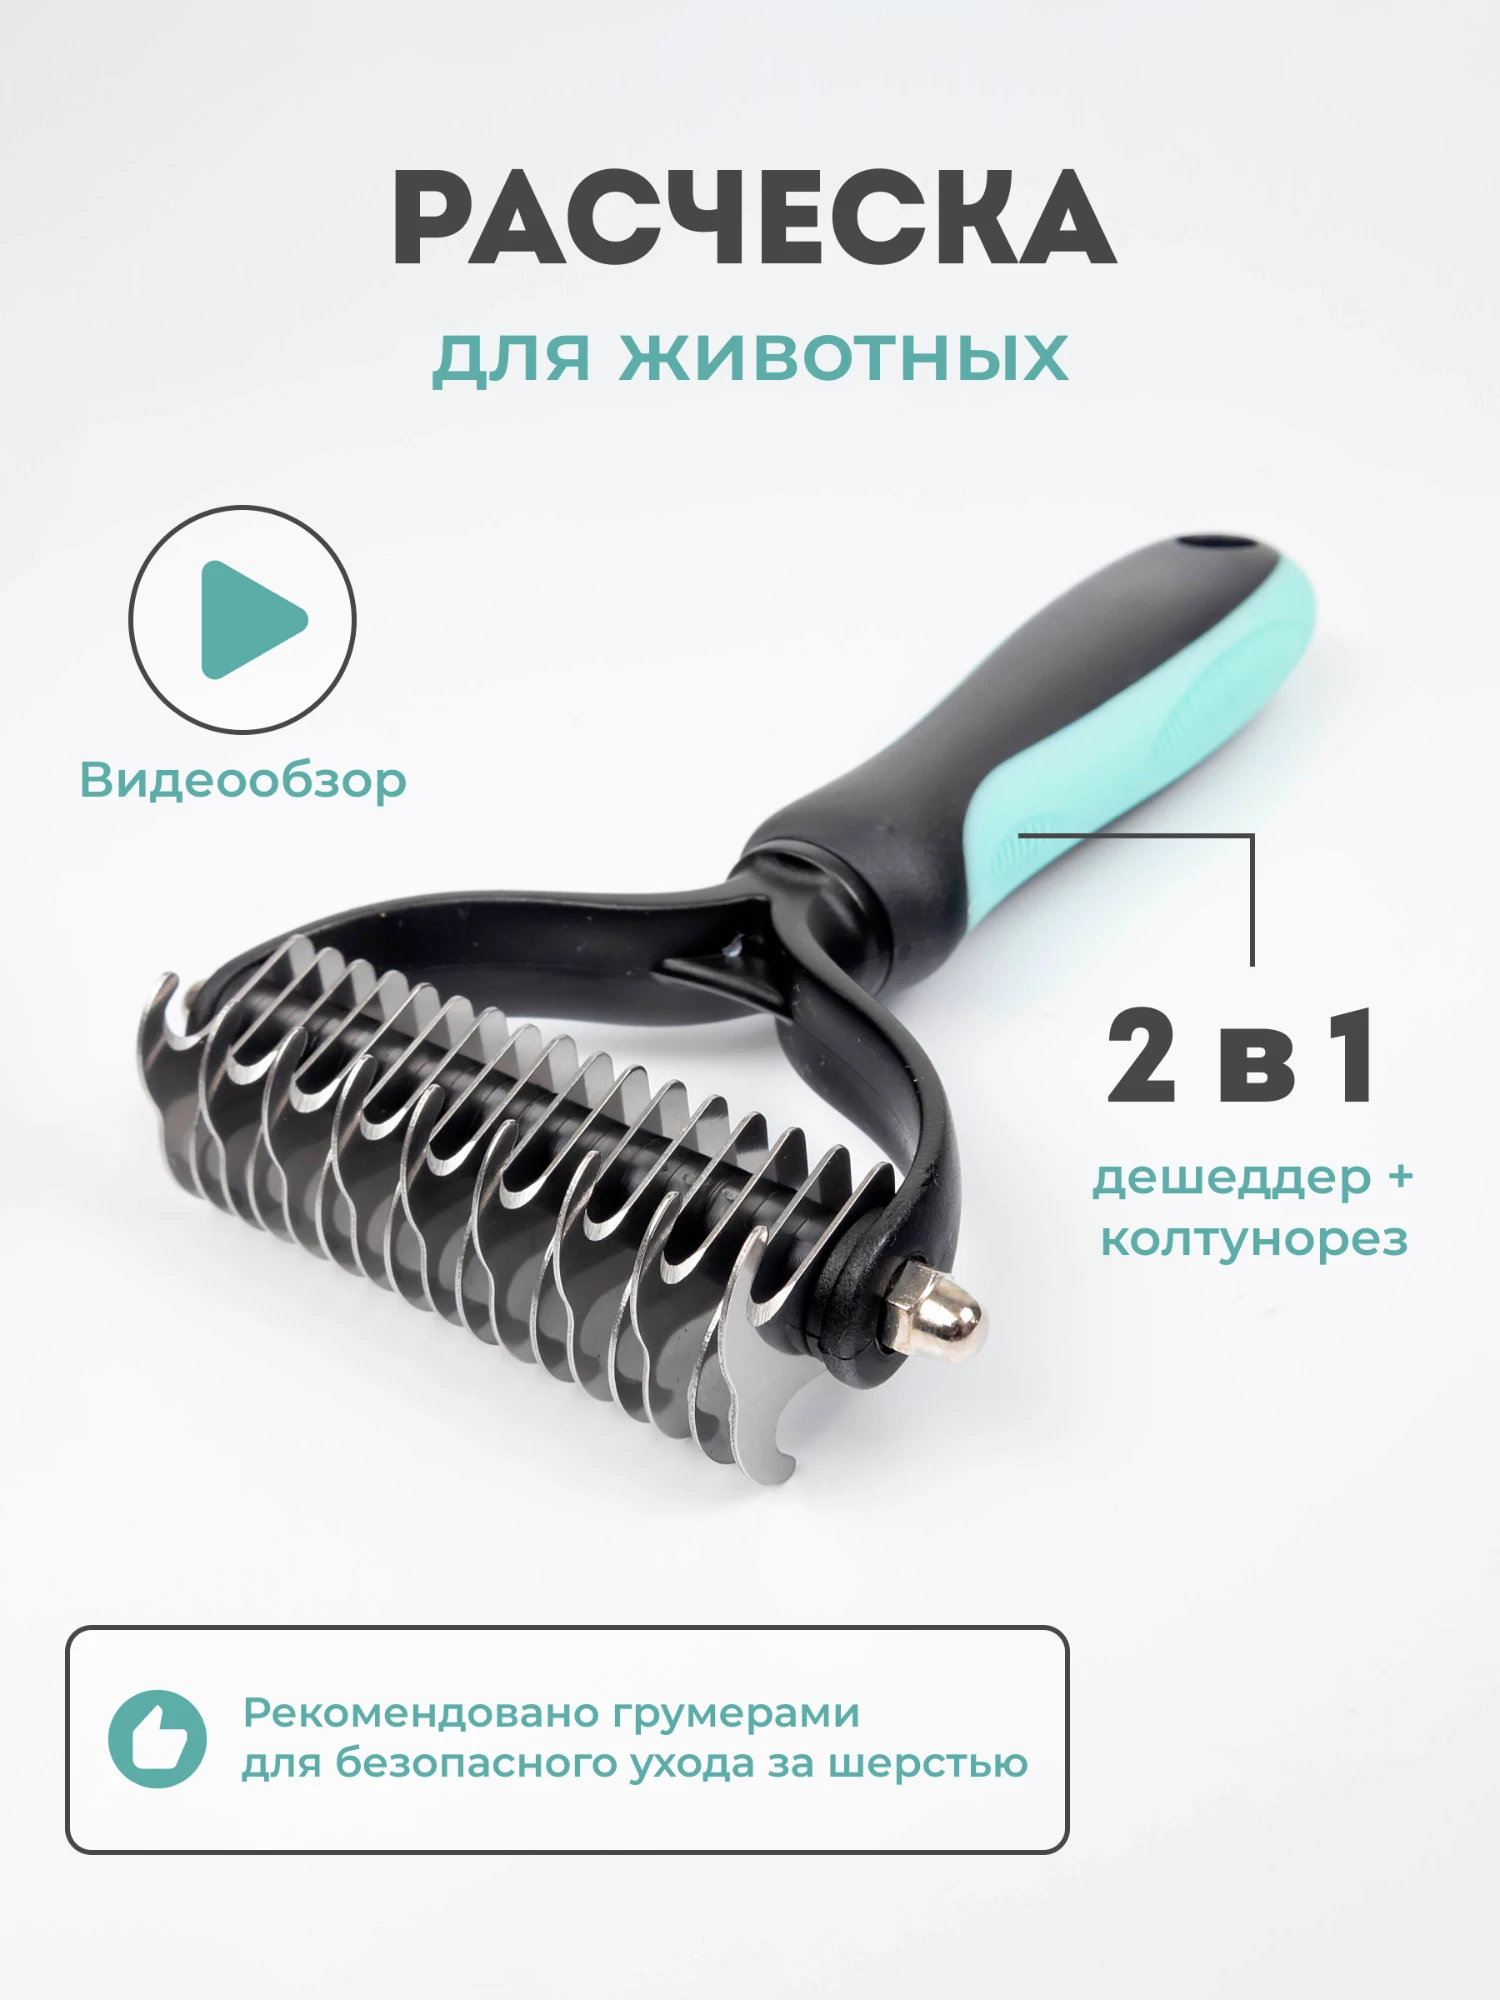 РАСЧЕСКА
для животных
Видеообзор
2 в 1
дешеддер +
колтунорез
Рекомендовано грумерами
для безопасного ухода за шерстью